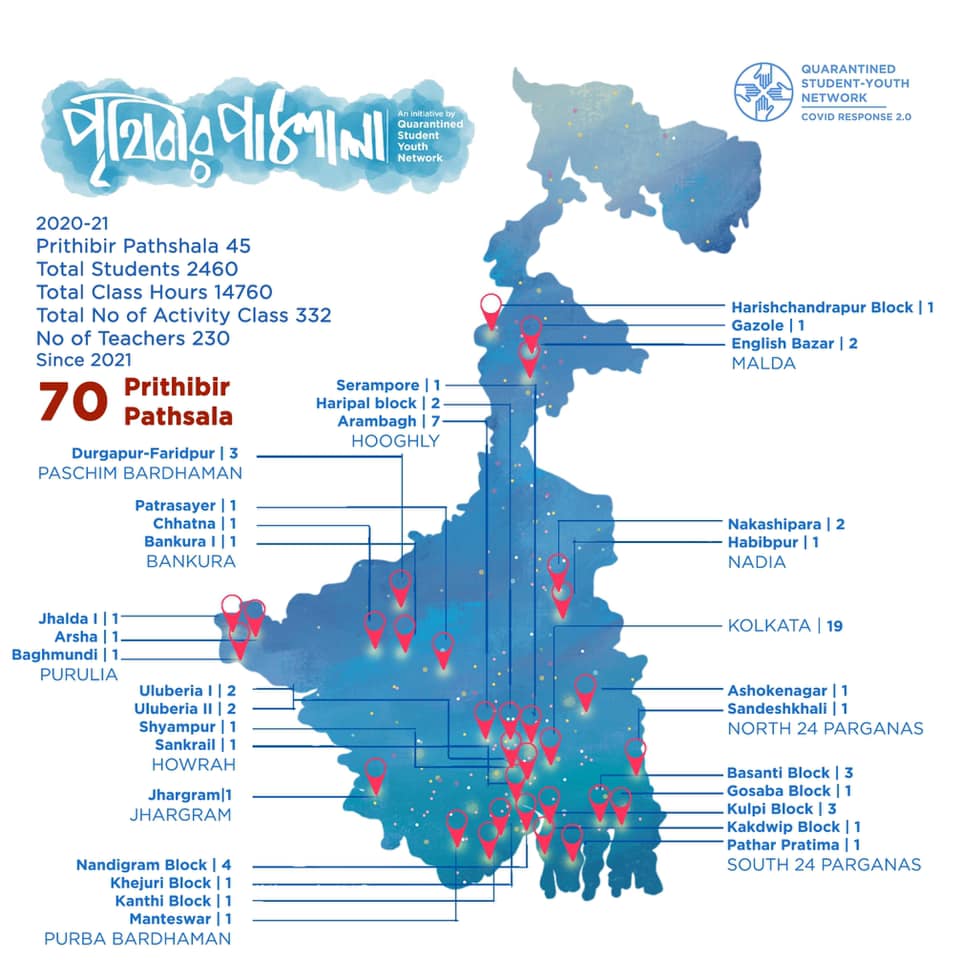 পৃথিবীর পাঠশালা
An initiative by
Quarantined
Student
Youth
Network
QUARANTINED
STUDENT-YOUTH
NETWORK
COVID RESPONSE 2.0
2020-21
Prithibir Pathshala 45
Total Students 2460
Total Class Hours 14760
Total No of Activity Class 332
No of Teachers 230
Since 2021
70 Prithibir
Pathsala
Harishchandrapur Block | 1
Gazole | 1
English Bazar | 2
MALDA
Serampore | 1
Haripal block | 2
Arambagh | 7
HOOGHLY
Durgapur-Faridpur | 3
PASCHIM BARDHAMAN
Patrasayer | 1
Chhatna | 1
Bankura I | 1
BANKURA
Nakashipara | 2
Habibpur | 1
NADIA
Jhalda I | 1
Arsha | 1
Baghmundi | 1
PURULIA
KOLKATA | 19
Uluberia I | 2
Uluberia II | 2
Shyampur | 1
Sankrail | 1
HOWRAH
Ashokenagar | 1
Sandeshkhali | 1
NORTH 24 PARGANAS
Jhargram|1
JHARGRAM
Basanti Block | 3
Gosaba Block | 1
Kulpi Block | 3
Kakdwip Block | 1
Pathar Pratima | 1
SOUTH 24 PARGANAS
Nandigram Block | 4
Khejuri Block | 1
Kanthi Block | 1
Manteswar | 1
PURBA BARDHAMAN